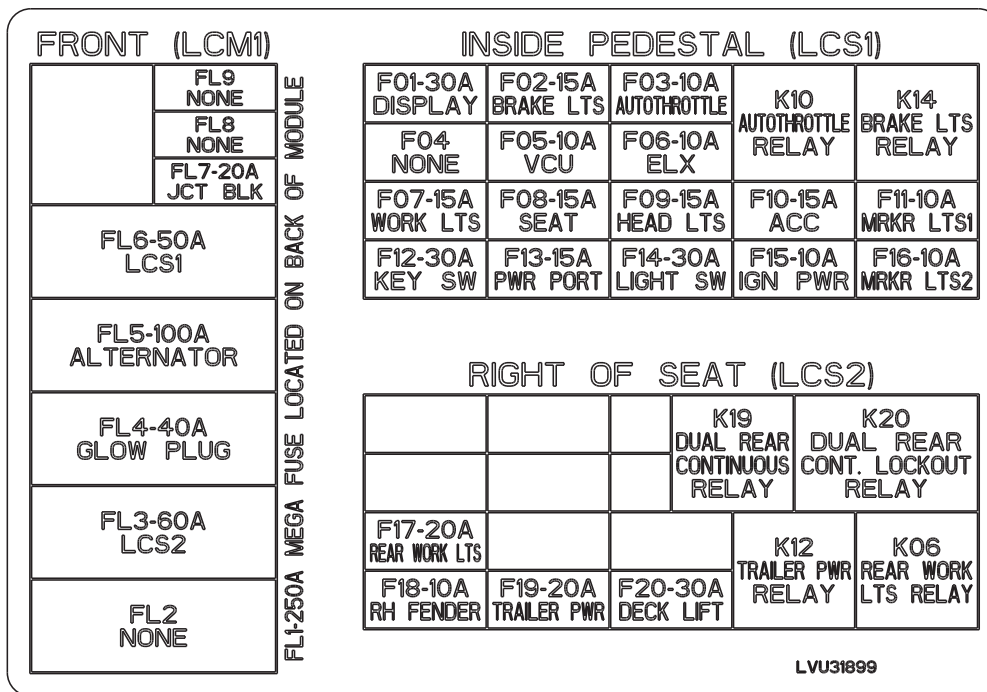 FRONT (LCM1)
FL9
NONE
FL8
NONE
FL7-20A
JCT BLK
FL6-50A
LCS1
FL5-100A
ALTERNATOR
FL4-40A
GLOW PLUG
FL3-60A
LCS2
FL2
NONE
FL1-250A MEGA FUSE LOCATED ON BACK OF MODULE
INSIDE PEDESTAL (LCS1)
F01-30A
DISPLAY
F02-15A
BRAKE LTS
F03-10A
AUTOTHROTTLE
K10
AUTOTHROTTLE
RELAY
K14
BRAKE LTS
RELAY
F04
NONE
F05-10A
VCU
F06-10A
ELX
F07-15A
WORK LTS
F08-15A
SEAT
F09-15A
HEAD LTS
F10-15A
ACC
F11-10A
MRKR LTS1
F12-30A
KEY SW
F13-15A
PWR PORT
F14-30A
LIGHT SW
F15-10A
IGN PWR
F16-10A
MRKR LTS2
RIGHT OF SEAT (LCS2)
K19
DUAL REAR
CONTINUOUS
RELAY
K20
DUAL REAR
CONT. LOCKOUT
RELAY
F17-20A
REAR WORK LTS
K12
TRAILER PWR
RELAY
K06
REAR WORK
LTS RELAY
F18-10A
RH FENDER
F19-20A
TRAILER PWR
F20-30A
DECK LIFT
LVU31899